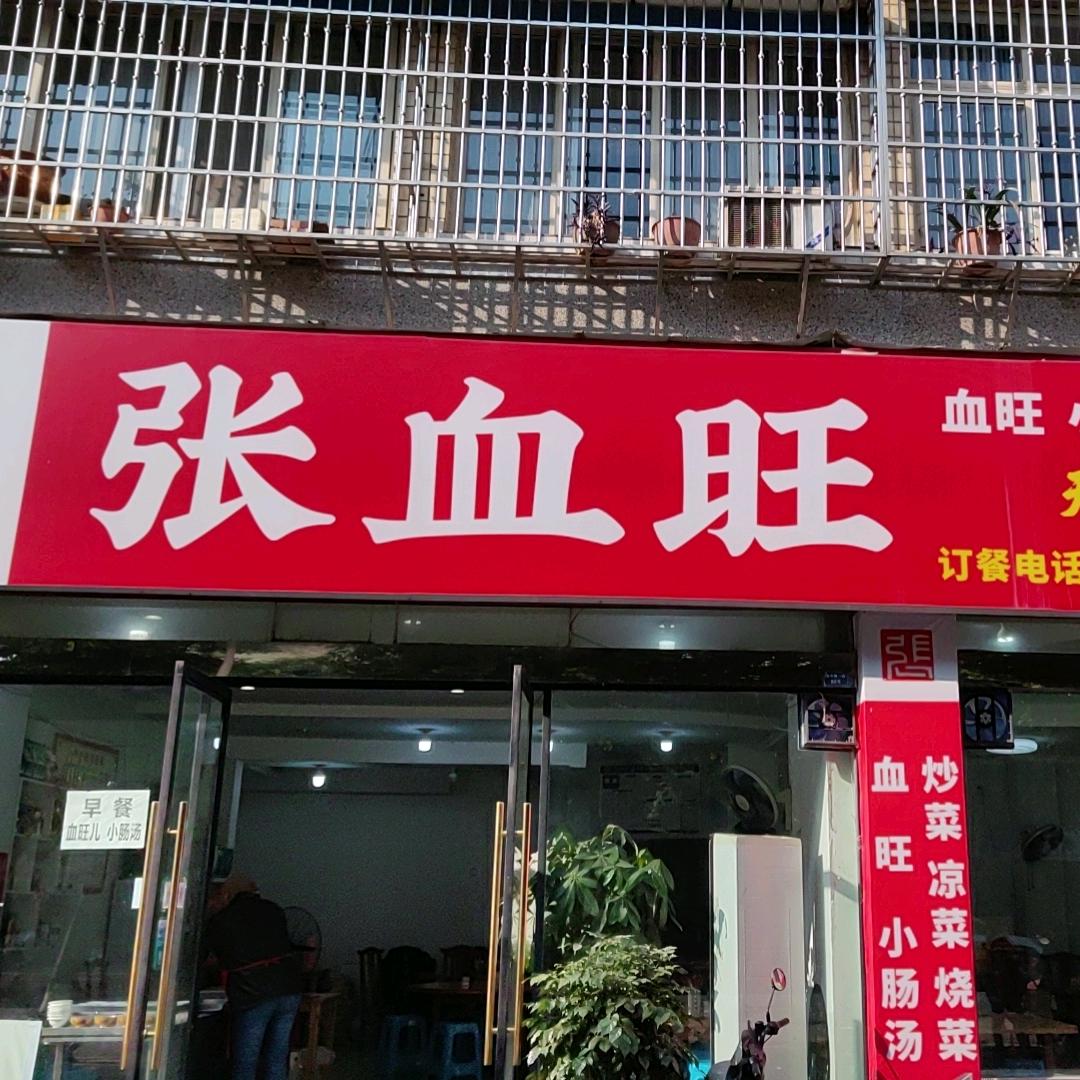 张血旺
血旺
订餐电话
张
早餐
血旺儿 小肠汤
血旺 小肠汤
炒菜 凉菜 烧菜